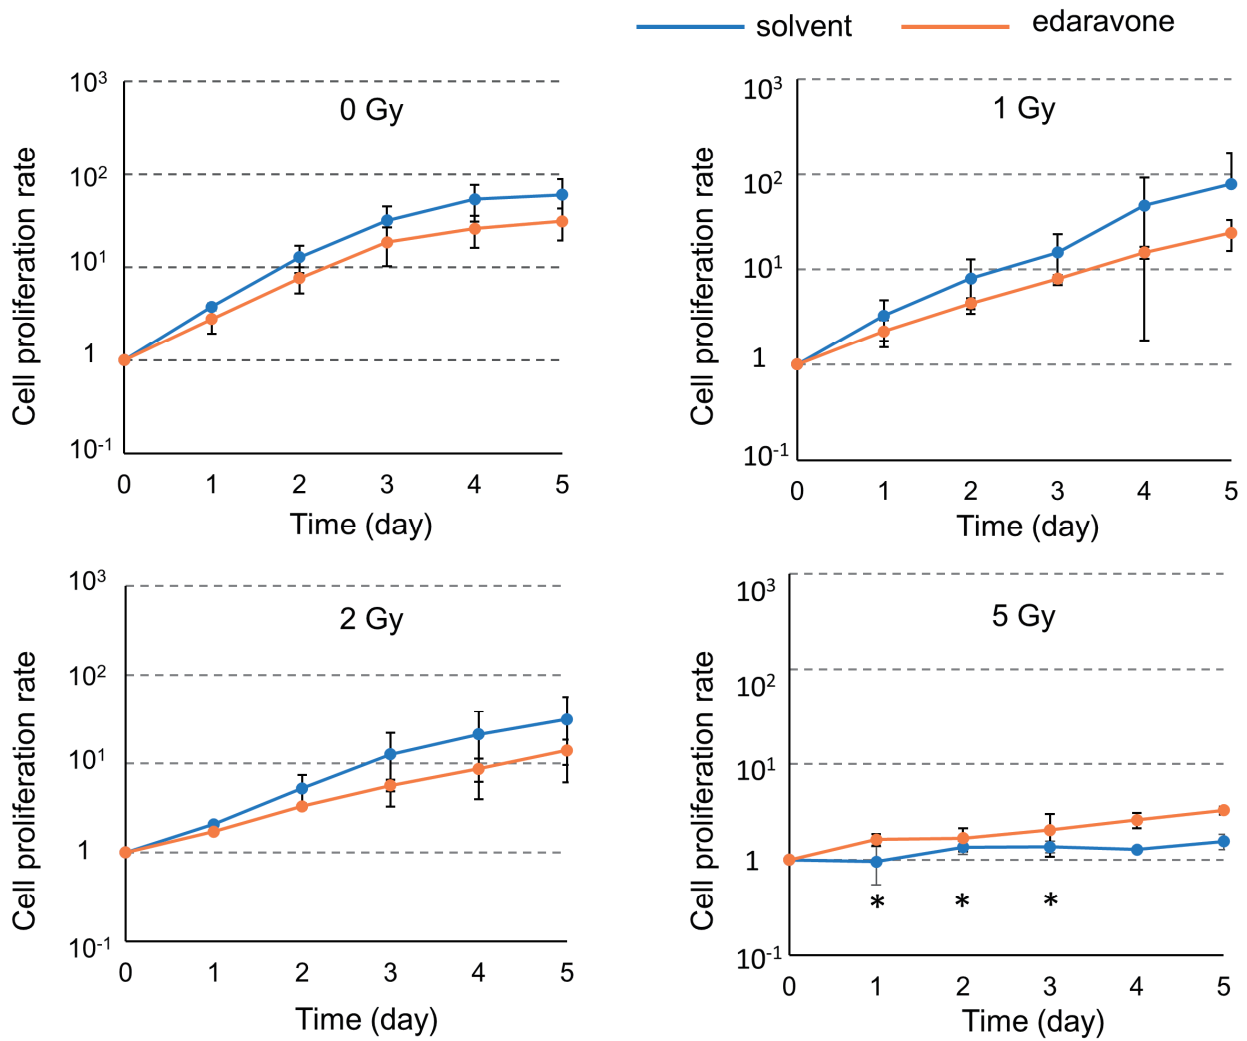 solvent edaravone
0 Gy
Cell proliferation rate
10³
10²
10¹
1
10⁻¹
0 1 2 3 4 5
Time (day)
1 Gy
Cell proliferation rate
10³
10²
10¹
1
10⁻¹
0 1 2 3 4 5
Time (day)
2 Gy
Cell proliferation rate
10³
10²
10¹
1
10⁻¹
0 1 2 3 4 5
Time (day)
5 Gy
Cell proliferation rate
10³
10²
10¹
1
* * *
10⁻¹
0 1 2 3 4 5
Time (day)